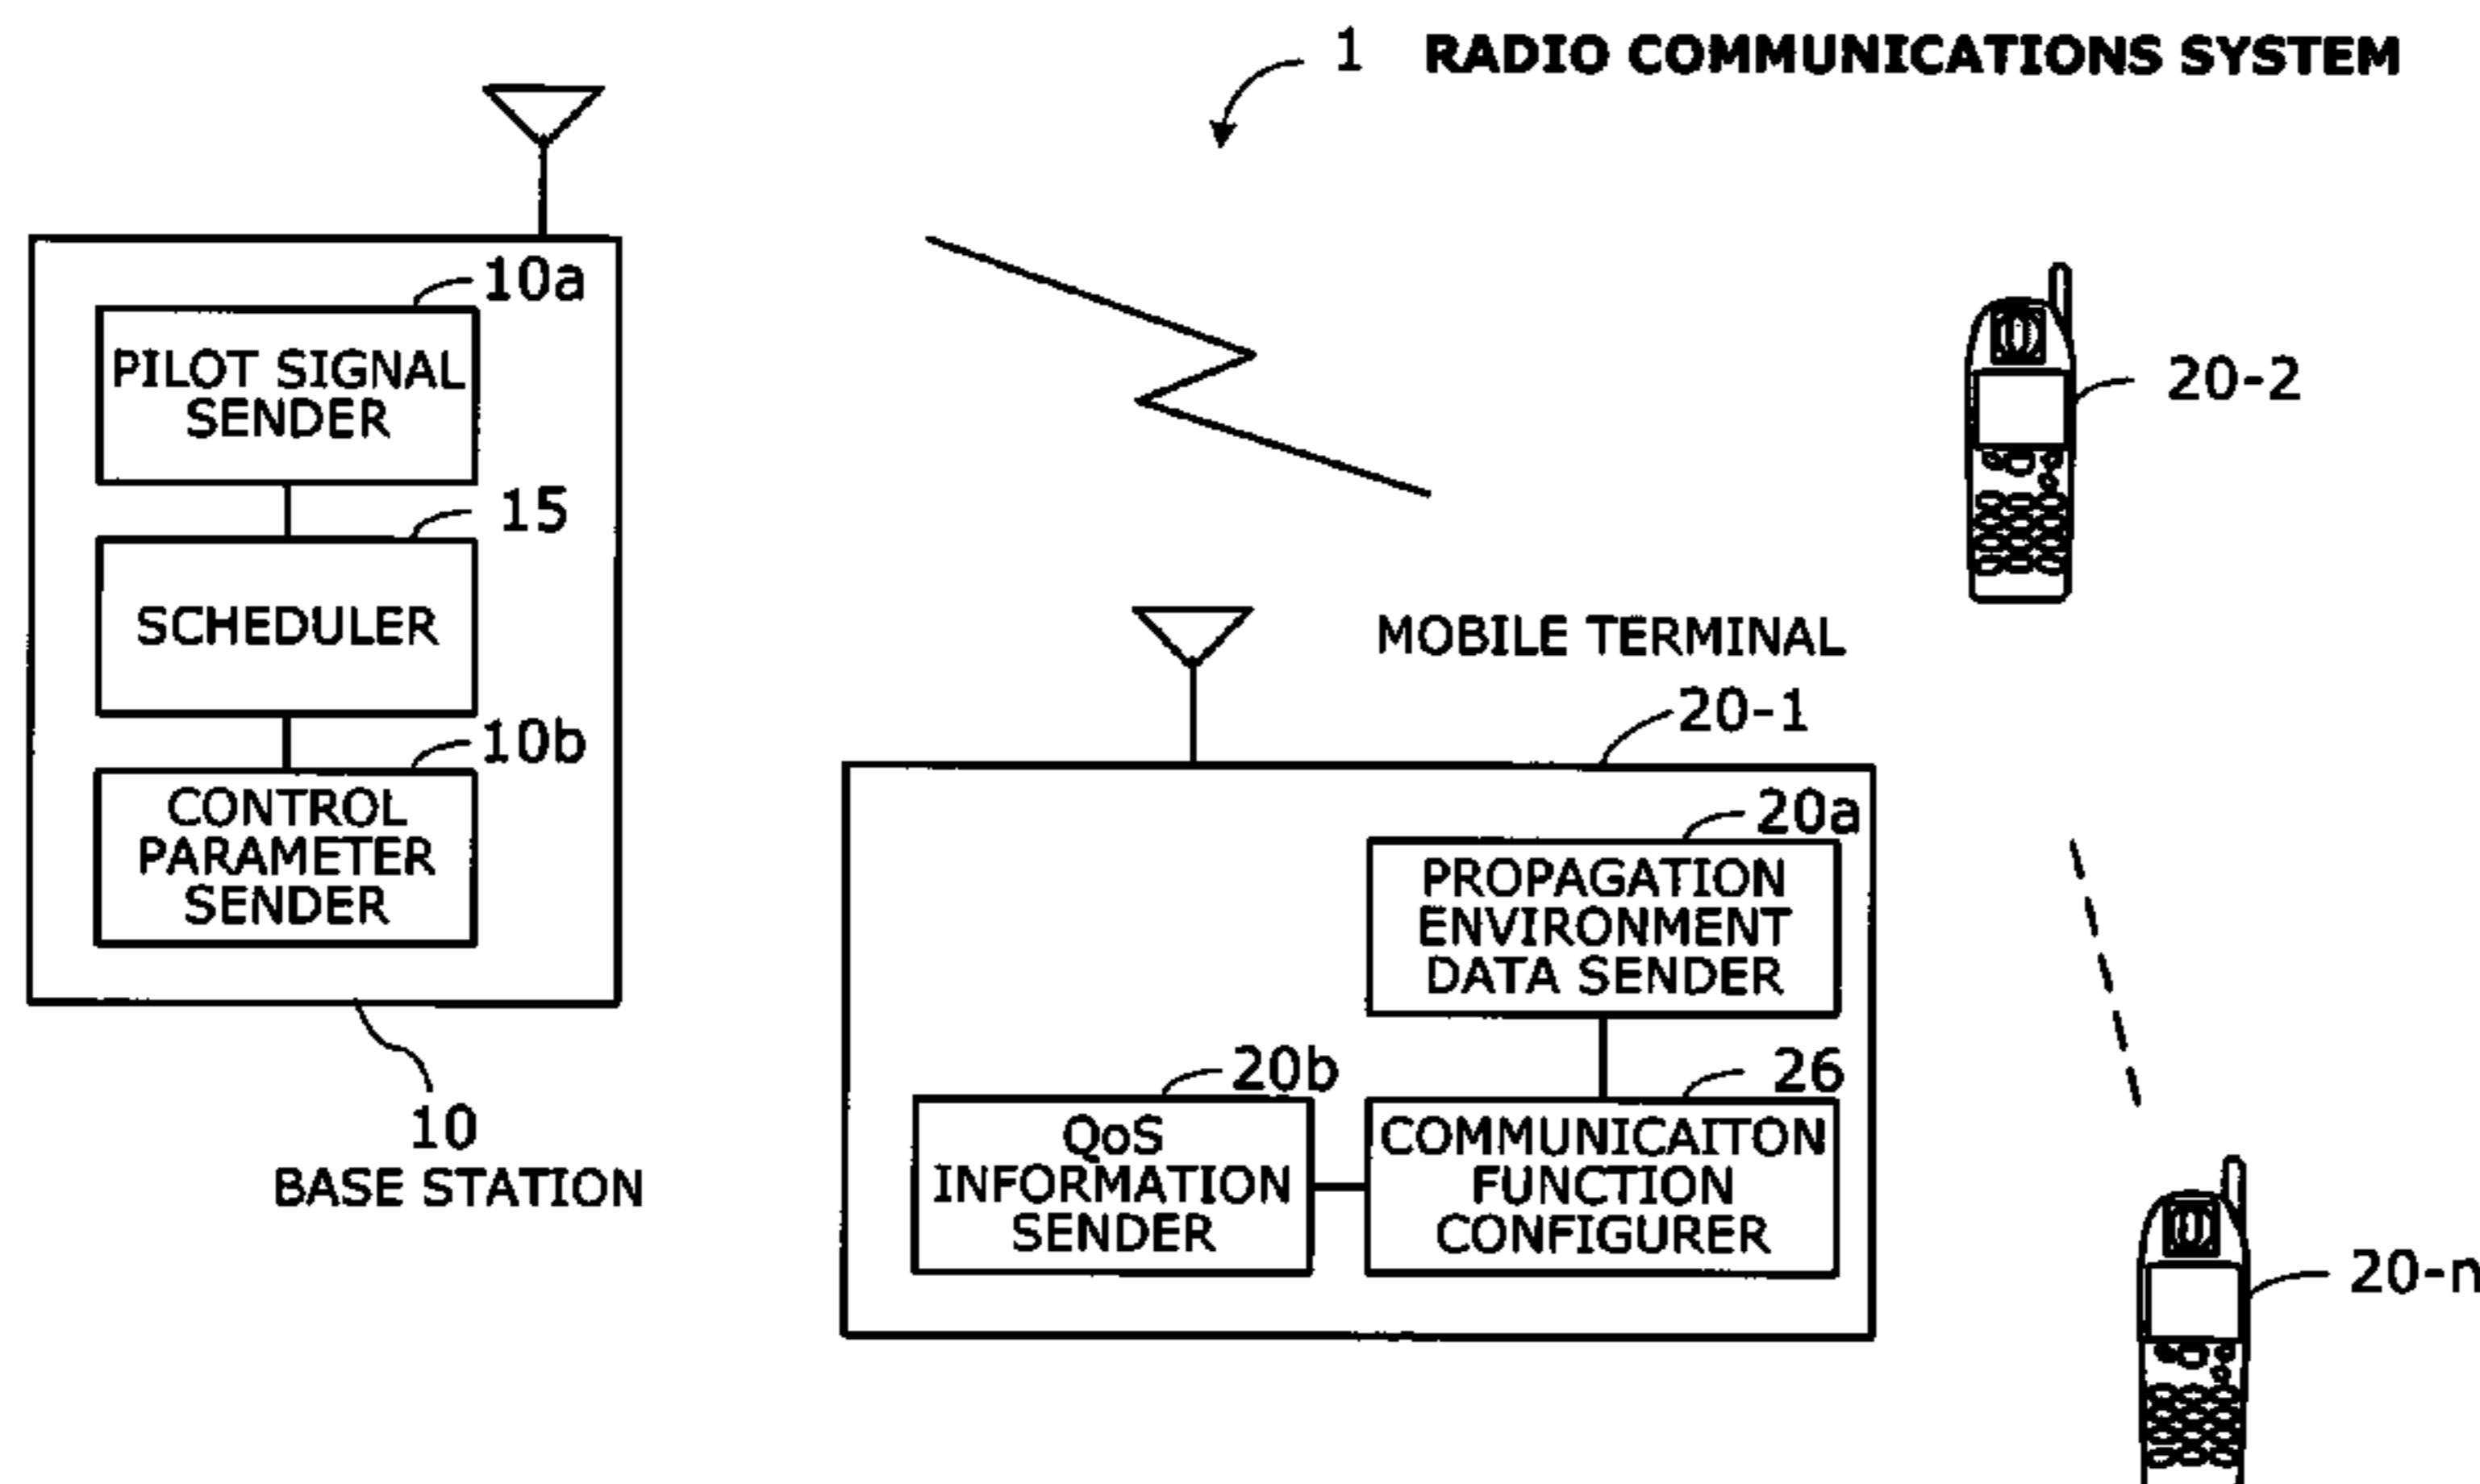 1 RADIO COMMUNICATIONS SYSTEM
10a
PILOT SIGNAL
SENDER
15
SCHEDULER
10b
CONTROL
PARAMETER
SENDER
10
BASE STATION
20-2
MOBILE TERMINAL
20-1
20a
PROPAGATION
ENVIRONMENT
DATA SENDER
20b
QoS
INFORMATION
SENDER
26
COMMUNICAITON
FUNCTION
CONFIGURER
20-n